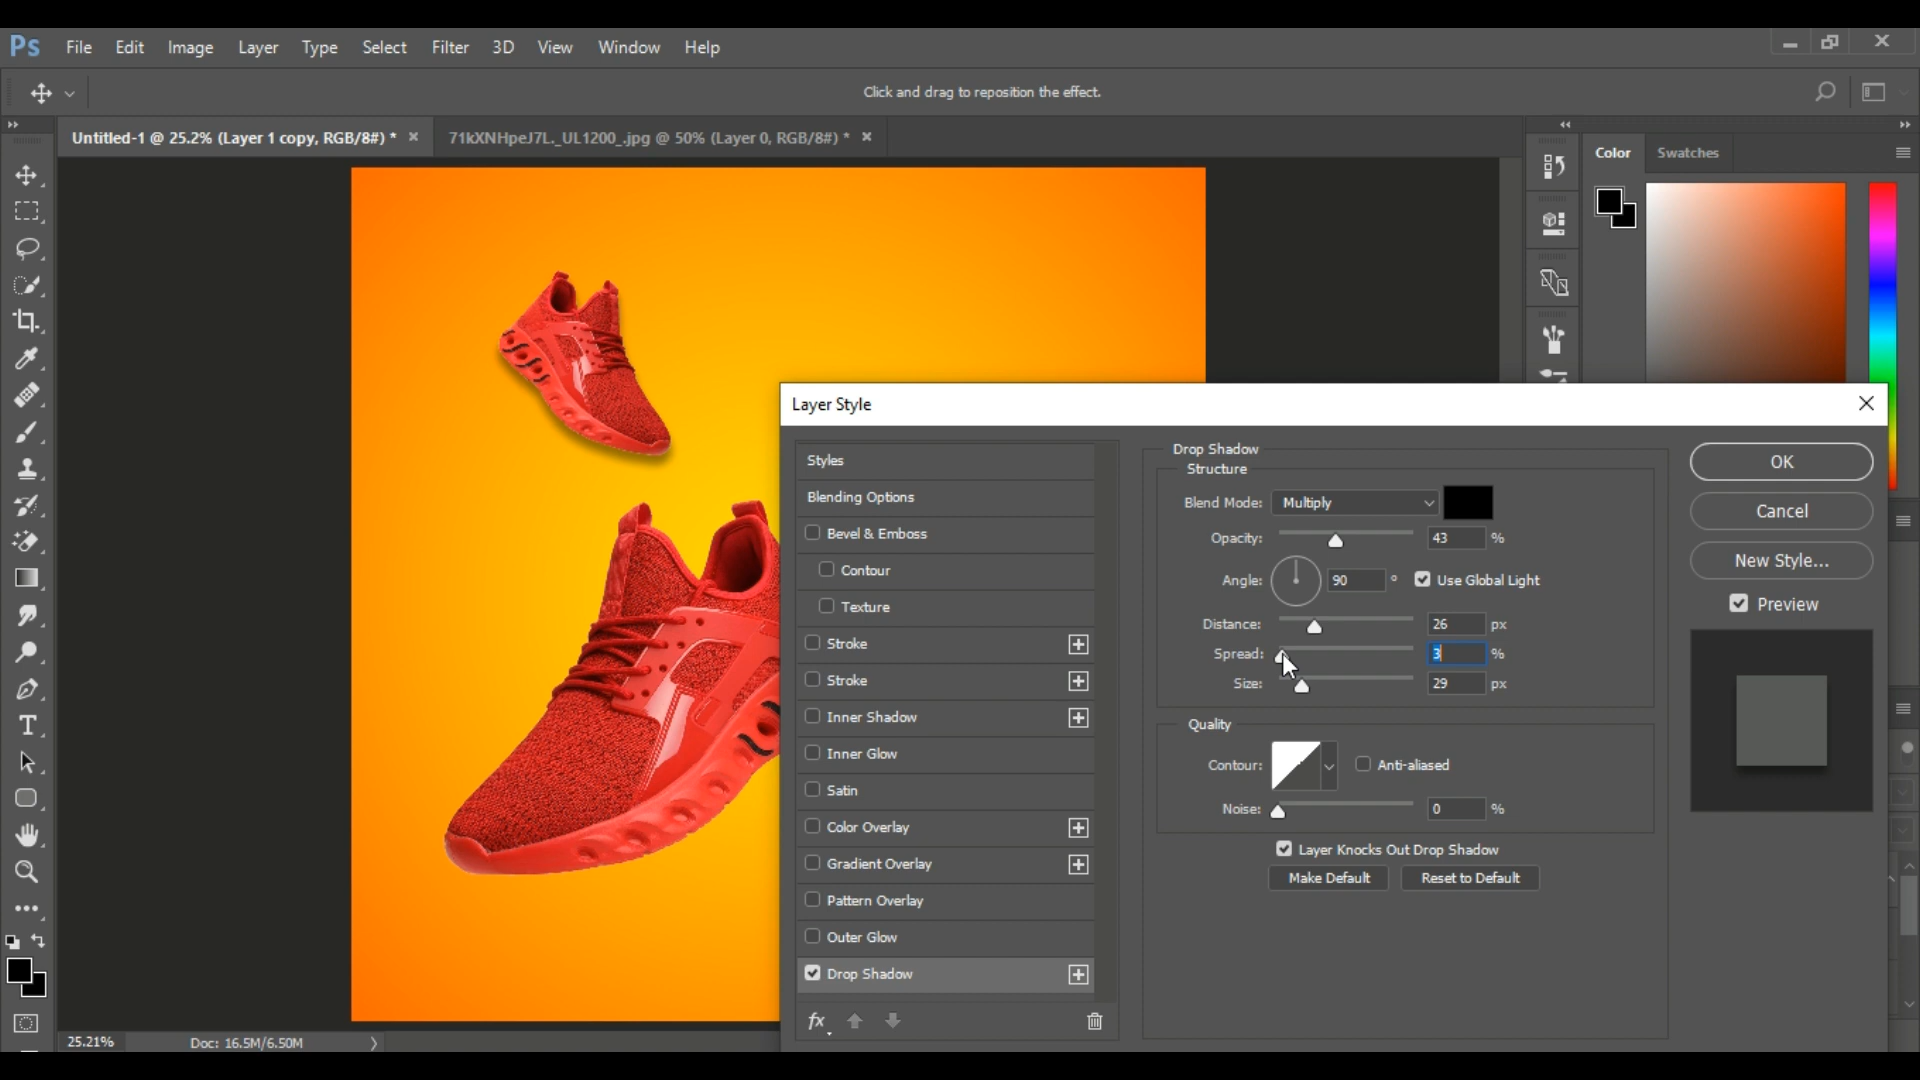 Ps File Edit Image Layer Type Select Filter 3D View Window Help
Click and drag to reposition the effect.
Untitled-1 @ 25.2% (Layer 1 copy, RGB/8#) * × 71kXNHpeJ7L._UL1200_.jpg @ 50% (Layer 0, RGB/8#) * ×
Color Swatches
Layer Style
Styles
Blending Options
Bevel & Emboss
Contour
Texture
Stroke
Stroke
Inner Shadow
Inner Glow
Satin
Color Overlay
Gradient Overlay
Pattern Overlay
Outer Glow
Drop Shadow
fx
Drop Shadow
Structure
Blend Mode: Multiply
Opacity: 43 %
Angle: 90 ° Use Global Light
Distance: 26 px
Spread: 3 %
Size: 29 px
Quality
Contour: Anti-aliased
Noise: 0 %
Layer Knocks Out Drop Shadow
Make Default Reset to Default
OK
Cancel
New Style...
Preview
25.21% Doc: 16.5M/6.50M